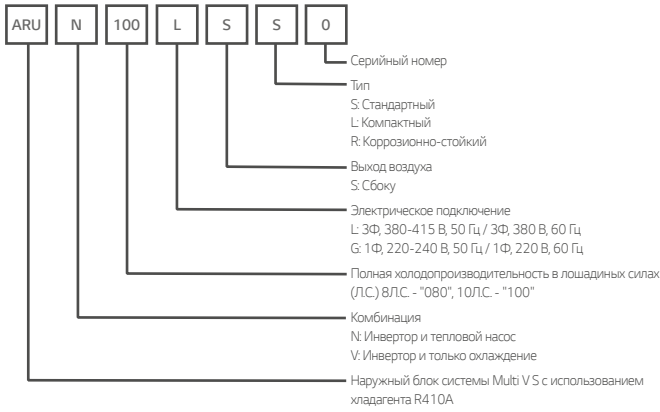 ARU N 100 L S S 0
Серийный номер
Тип
S: Стандартный
L: Компактный
R: Коррозионно-стойкий
Выход воздуха
S: Сбоку
Электрическое подключение
L: 3Ф, 380-415 В, 50 Гц / 3Ф, 380 В, 60 Гц
G: 1Ф, 220-240 В, 50 Гц / 1Ф, 220 В, 60 Гц
Полная холодопроизводительность в лошадиных силах
(Л.С.) 8Л.С. - "080", 10Л.С. - "100"
Комбинация
N: Инвертор и тепловой насос
V: Инвертор и только охлаждение
Наружный блок системы Multi V S с использованием
хладагента R410A